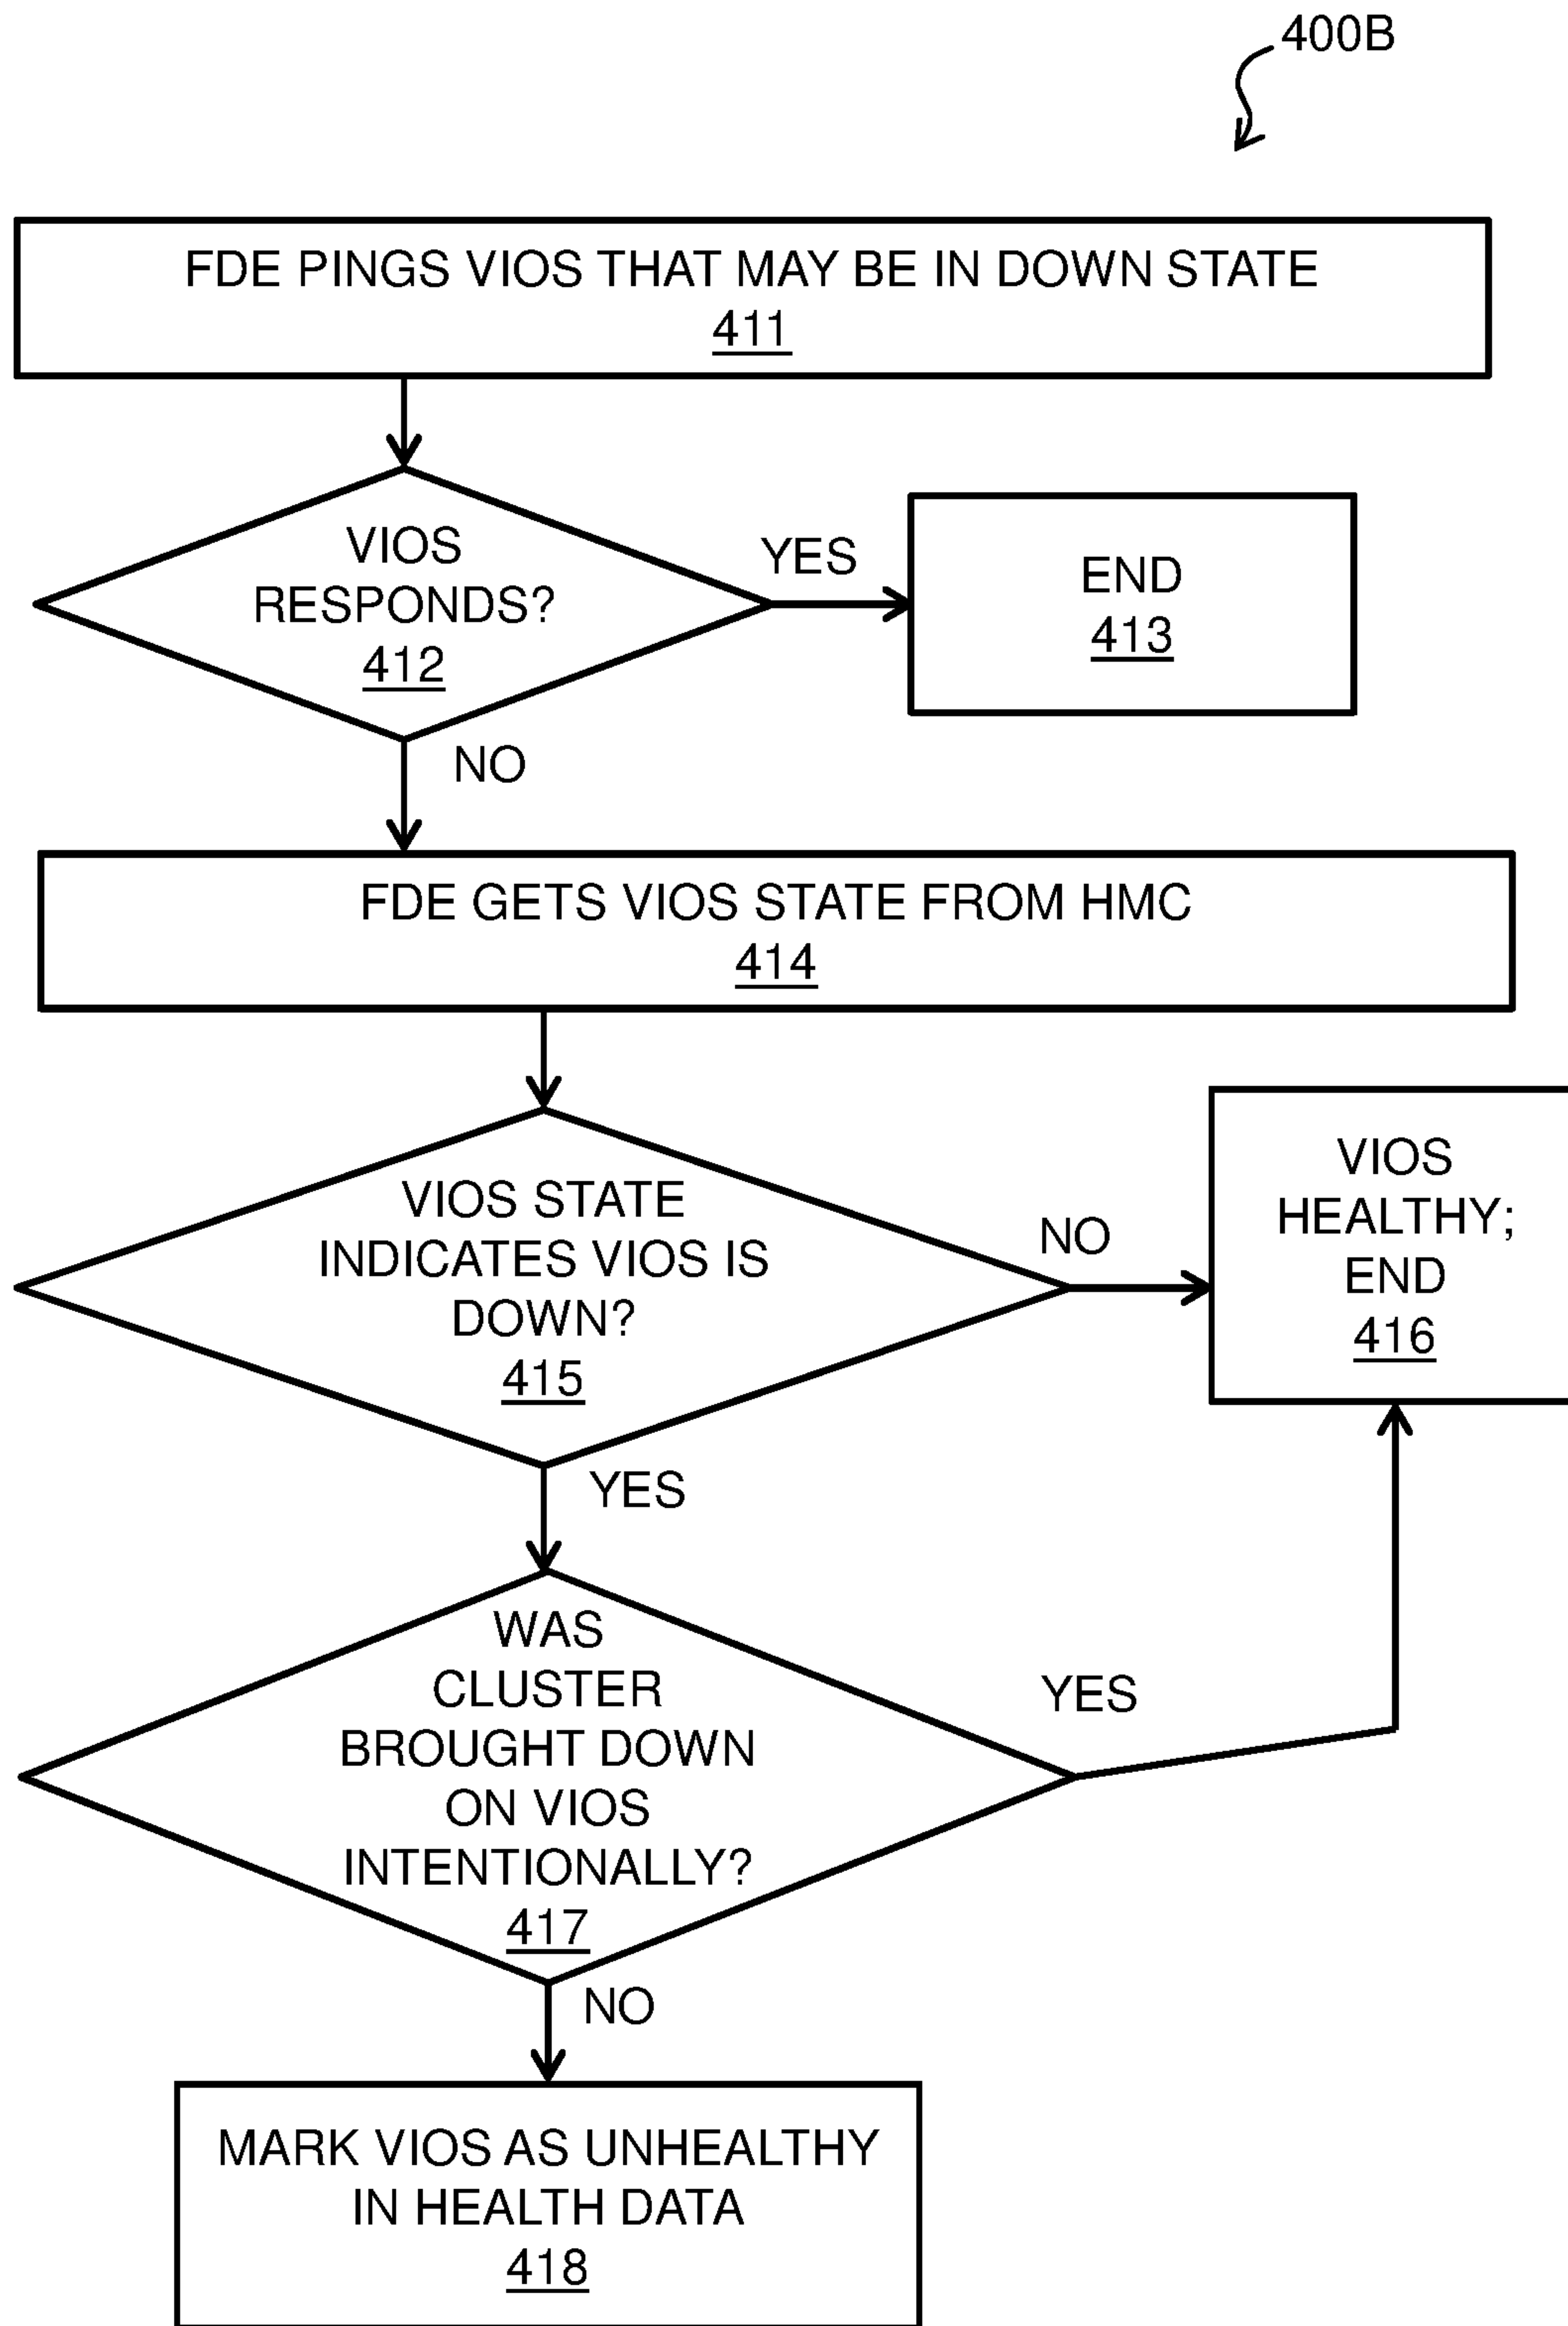 400B
FDE PINGS VIOS THAT MAY BE IN DOWN STATE
411
VIOS
RESPONDS?
412
YES
END
413
NO
FDE GETS VIOS STATE FROM HMC
414
VIOS STATE
INDICATES VIOS IS
DOWN?
415
NO
VIOS
HEALTHY;
END
416
YES
WAS
CLUSTER
BROUGHT DOWN
ON VIOS
INTENTIONALLY?
417
YES
NO
MARK VIOS AS UNHEALTHY
IN HEALTH DATA
418